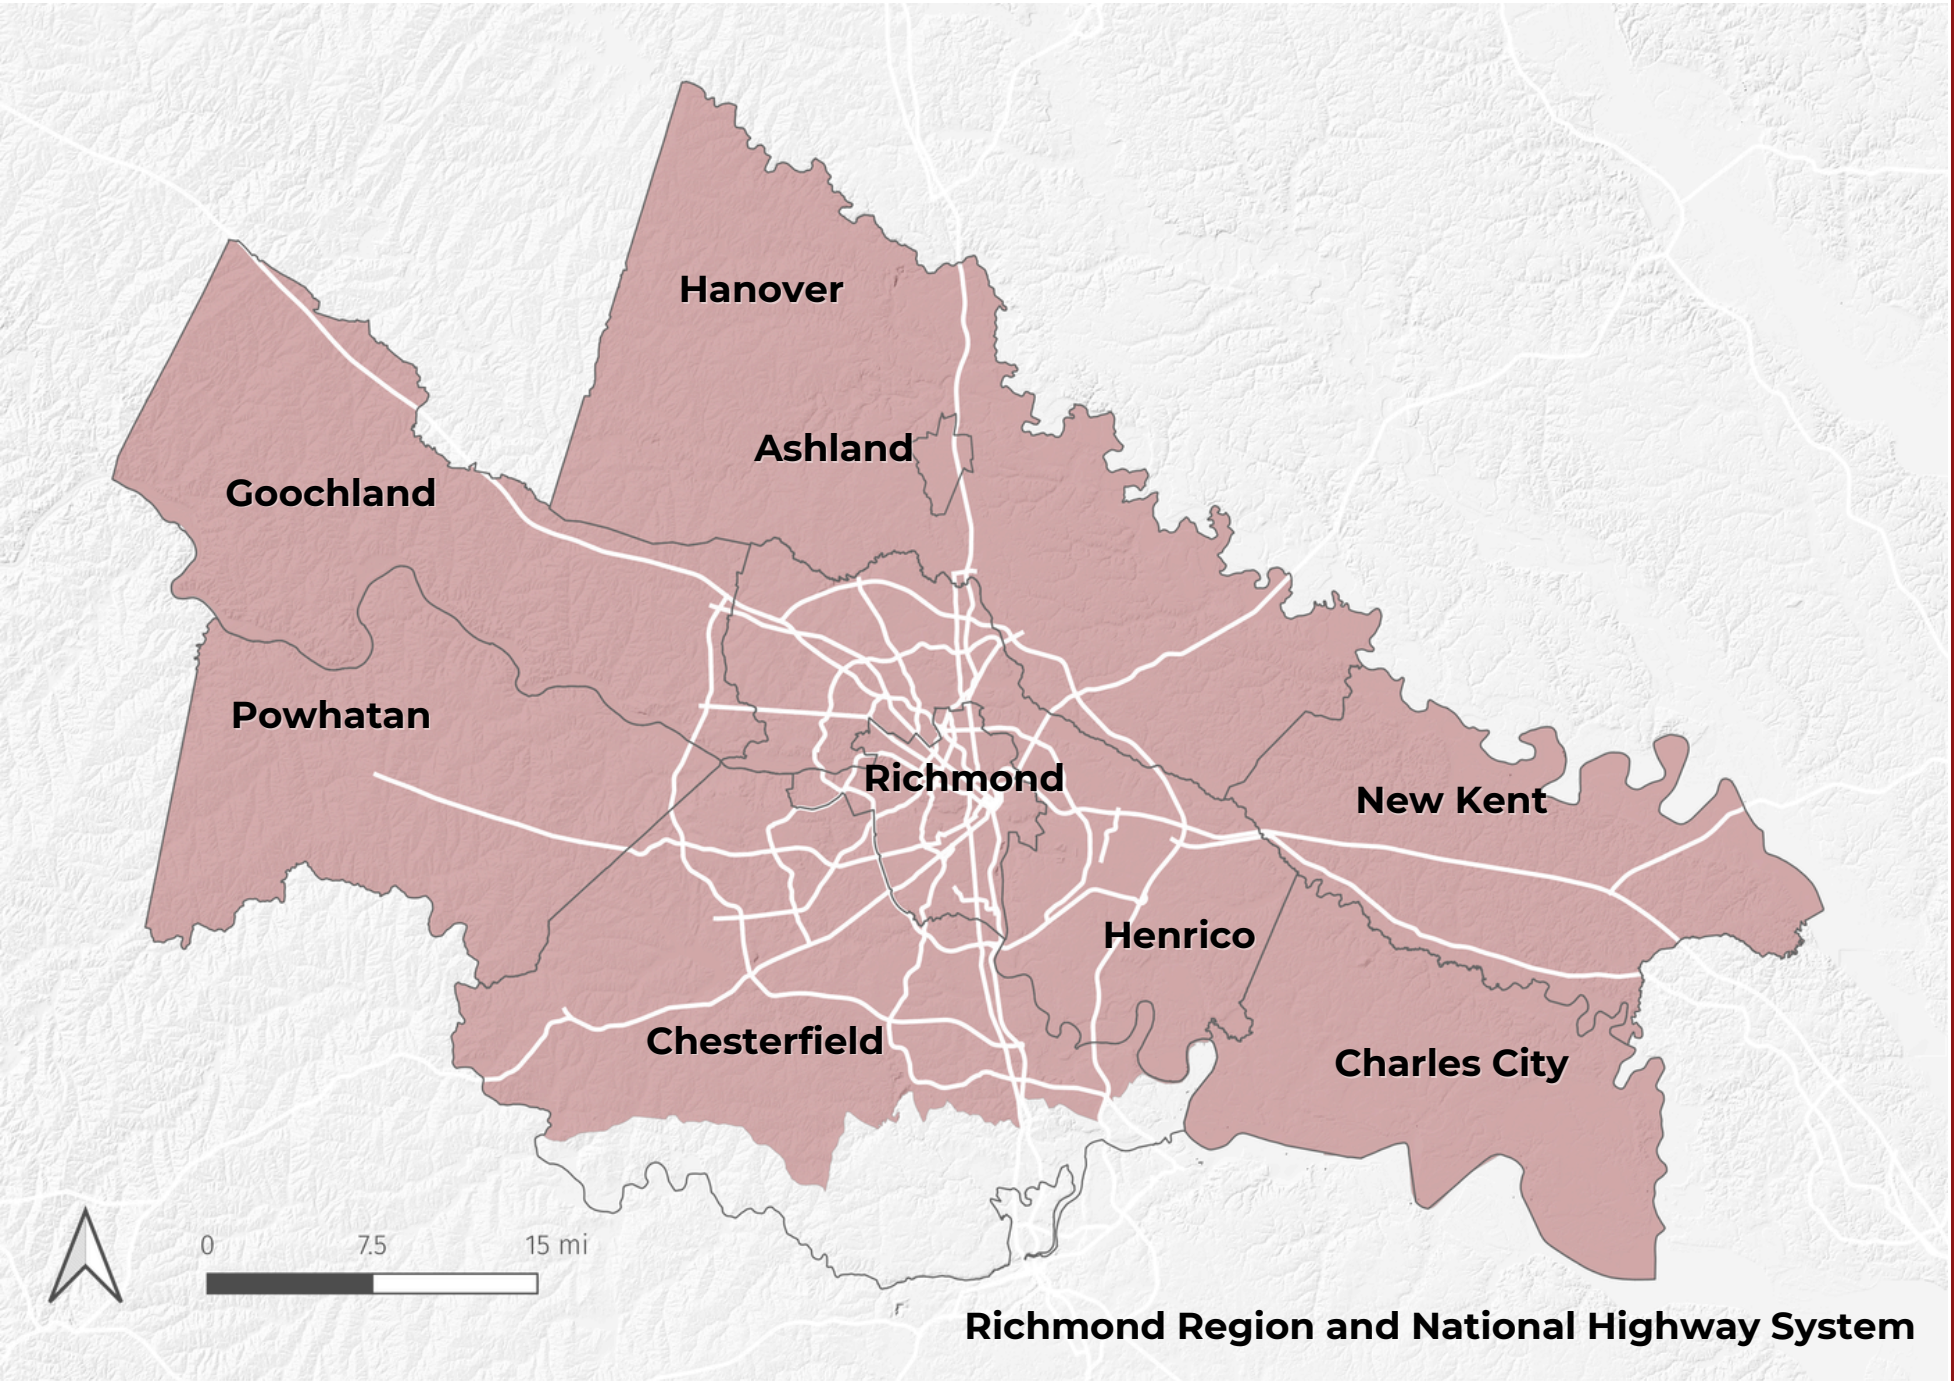 Hanover
Ashland
Goochland
Powhatan
Richmond
New Kent
Henrico
Chesterfield
Charles City
0 7.5 15 mi
Richmond Region and National Highway System